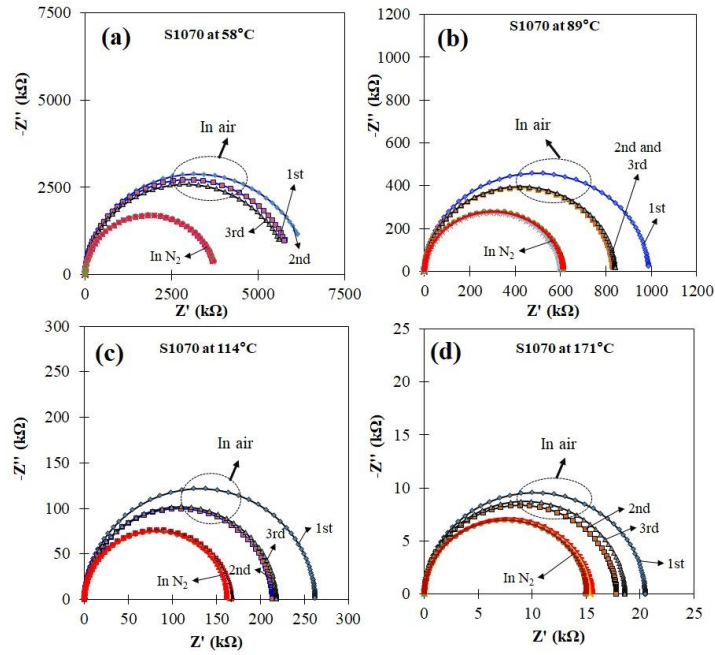 (a)
S1070 at 58°C
-Z'' (kΩ)
7500
5000
2500
0
In air
1st
3rd
2nd
In N2
0 2500 5000 7500
Z' (kΩ)
(b)
S1070 at 89°C
-Z'' (kΩ)
1200
1000
800
600
400
200
0
In air
2nd and
3rd
1st
In N2
0 200 400 600 800 1000 1200
Z' (kΩ)
(c)
S1070 at 114°C
-Z'' (kΩ)
300
250
200
150
100
50
0
In air
1st
3rd
2nd
In N2
0 50 100 150 200 250 300
Z' (kΩ)
(d)
S1070 at 171°C
-Z'' (kΩ)
25
20
15
10
5
0
In air
2nd
3rd
1st
In N2
0 5 10 15 20 25
Z' (kΩ)